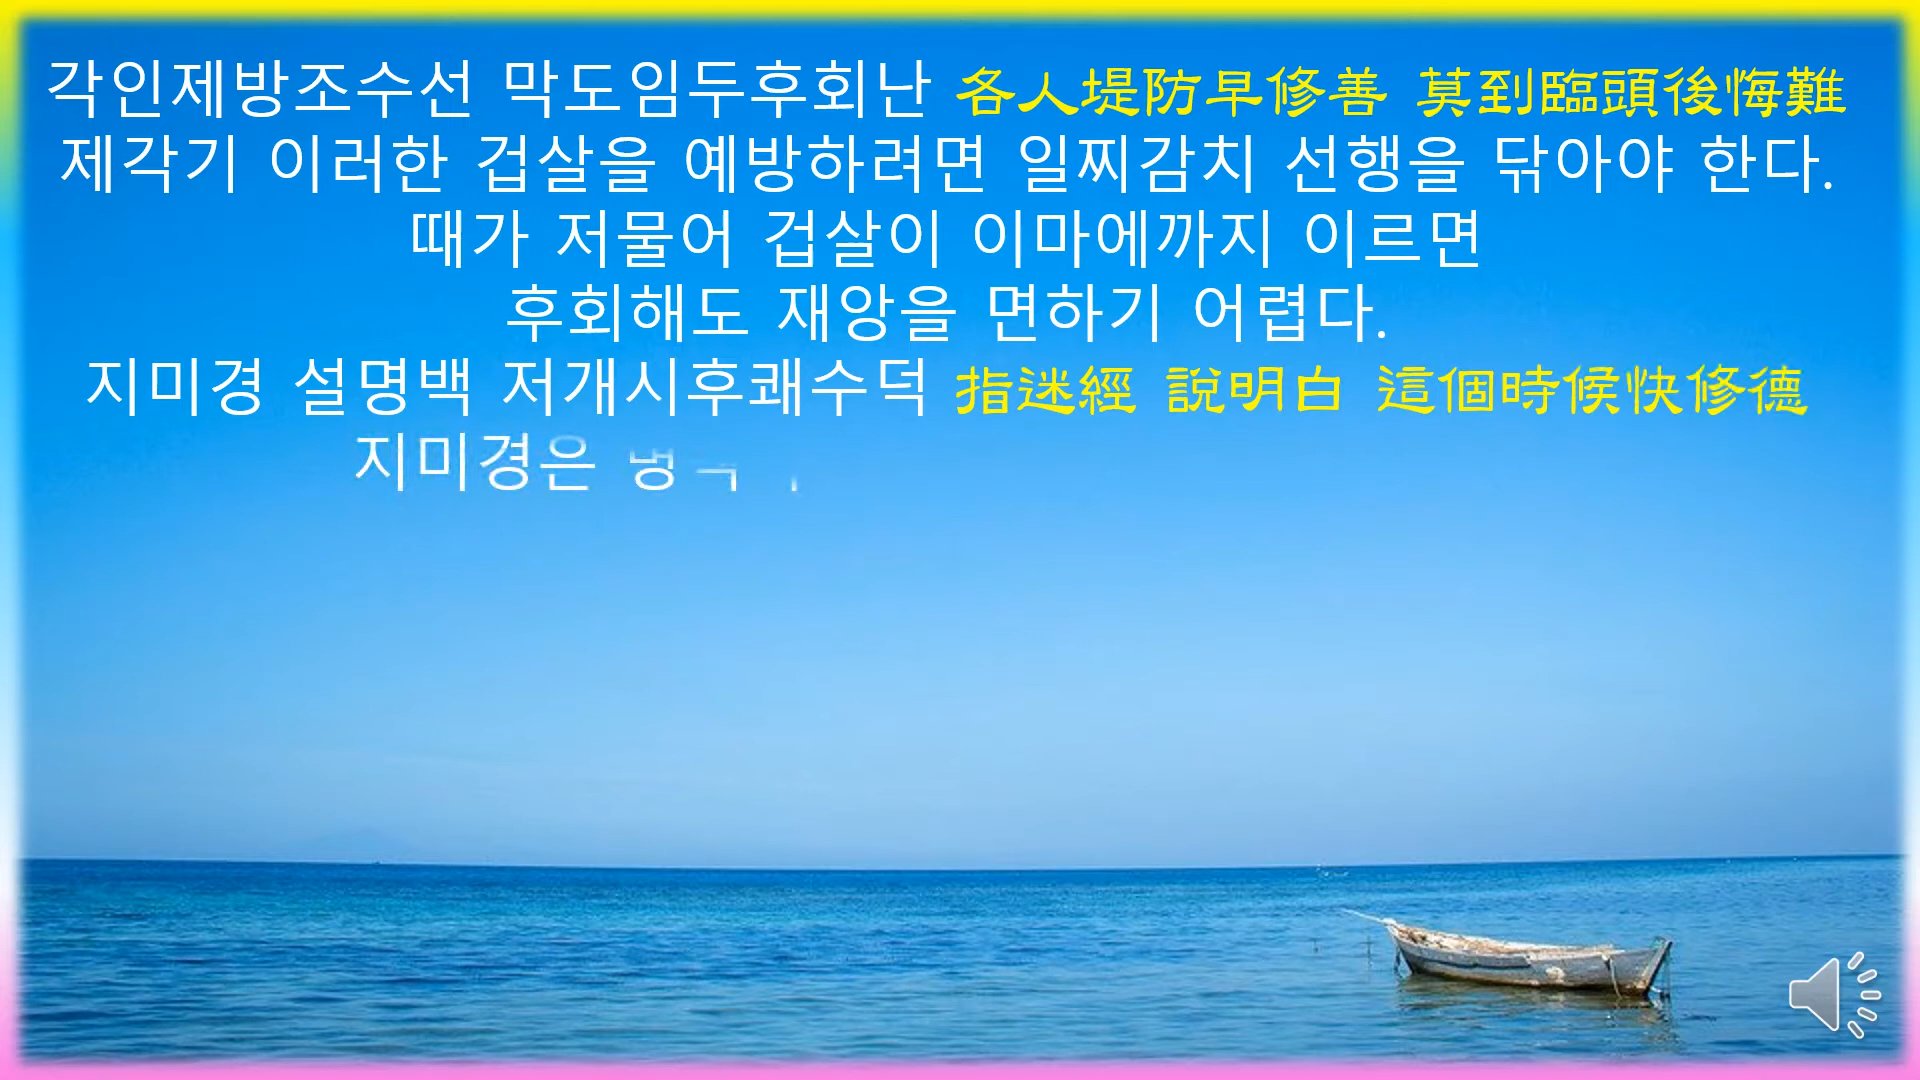 각인제방조수선 막도임두후회난 各人堤防早修善 莫到臨頭後悔難
제각기 이러한 겁살을 예방하려면 일찌감치 선행을 닦아야 한다.
때가 저물어 겁살이 이마에까지 이르면
후회해도 재앙을 면하기 어렵다.
지미경 설명백 저개시후쾌수덕 指迷經 說明白 這個時候快修德
지미경은